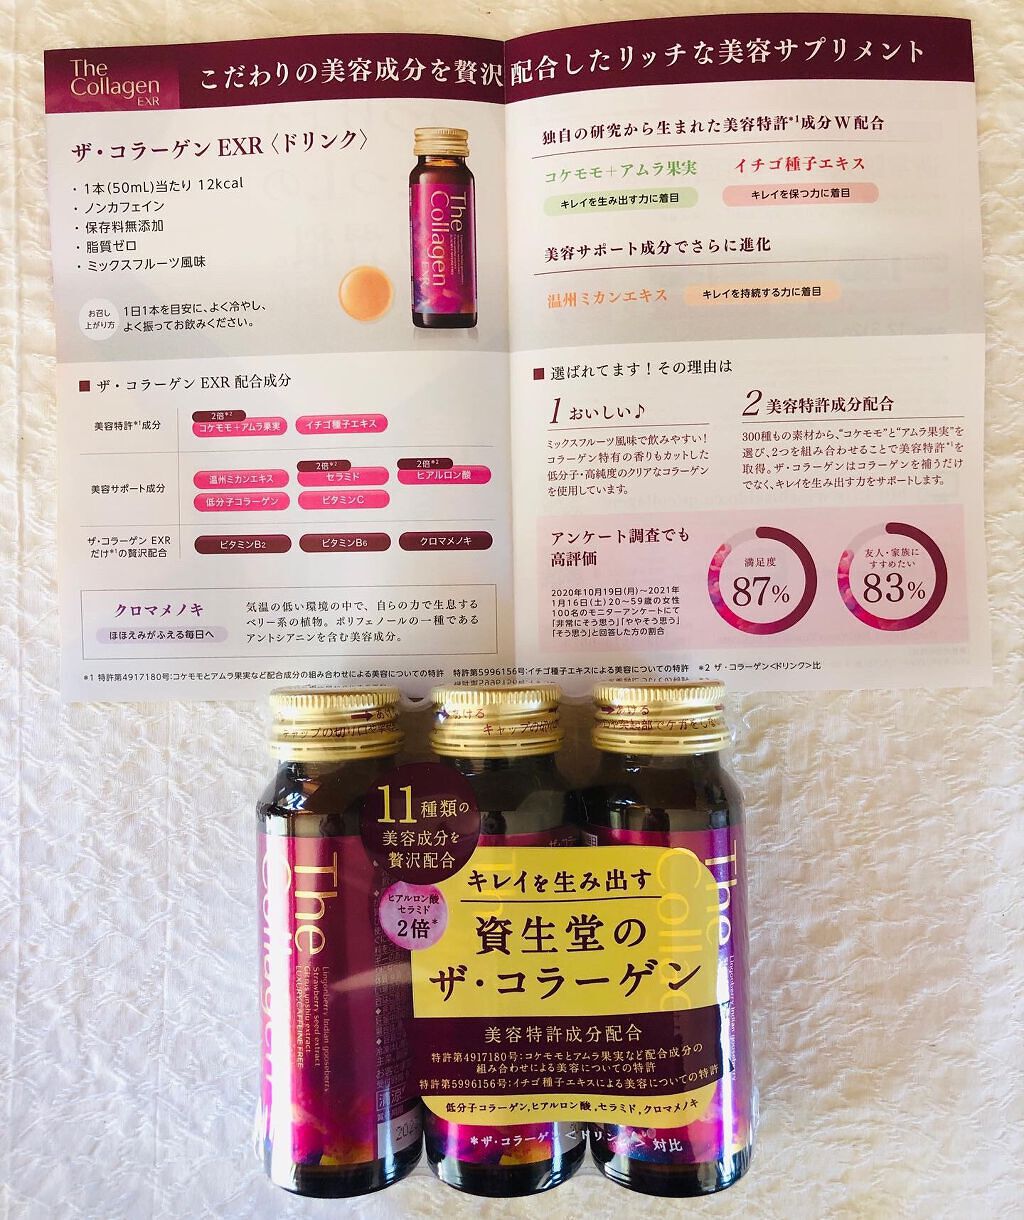 The
Collagen
EXR
こだわりの美容成分を贅沢配合したリッチな美容サプリメント
ザ・コラーゲン EXR〈ドリンク〉
・1本(50mL)当たり 12kcal
・ノンカフェイン
・保存料無添加
・脂質ゼロ
・ミックスフルーツ風味
お召し
上がり方
1日1本を目安に、よく冷やし、
よく振ってお飲みください。
The
Collagen
EXR
■ ザ・コラーゲン EXR 配合成分
美容特許*1成分
2倍*2
コケモモ+アムラ果実
イチゴ種子エキス
美容サポート成分
温州ミカンエキス
2倍*2
セラミド
2倍*2
ヒアルロン酸
低分子コラーゲン
ビタミンC
ザ・コラーゲン EXR
だけ*1の贅沢配合
ビタミンB2
ビタミンB6
クロマメノキ
クロマメノキ
ほほえみがふえる毎日へ
気温の低い環境の中で、自らの力で生息する
ベリー系の植物。ポリフェノールの一種である
アントシアニンを含む美容成分。
独自の研究から生まれた美容特許*1成分W配合
コケモモ+アムラ果実
キレイを生み出す力に着目
イチゴ種子エキス
キレイを保つ力に着目
美容サポート成分でさらに進化
温州ミカンエキス
キレイを持続する力に着目
■ 選ばれてます！その理由は
1 おいしい♪
ミックスフルーツ風味で飲みやすい！
コラーゲン特有の香りもカットした
低分子・高純度のクリアなコラーゲン
を使用しています。
2 美容特許成分配合
300種もの素材から、“コケモモ”と“アムラ果実”を
選び、2つを組み合わせることで美容特許*1を
取得。ザ・コラーゲンはコラーゲンを補うだけ
でなく、キレイを生み出す力をサポートします。
アンケート調査でも
高評価
2020年10月19日(月)～2021年
1月16日(土)20～59歳の女性
100名のモニターアンケートにて
「非常にそう思う」「ややそう思う」
「そう思う」と回答した方の割合
満足度
87%
友人・家族に
すすめたい
83%
*1 特許第4917180号:コケモモとアムラ果実など配合成分の組み合わせによる美容についての特許 特許第5996156号:イチゴ種子エキスによる美容についての特許 *2 ザ・コラーゲン<ドリンク>比
あける
11種類の
美容成分を
贅沢配合
ヒアルロン酸
セラミド
2倍*
キレイを生み出す
資生堂の
ザ・コラーゲン
美容特許成分配合
特許第4917180号:コケモモとアムラ果実など配合成分の
組み合わせによる美容についての特許
特許第5996156号:イチゴ種子エキスによる美容についての特許
低分子コラーゲン,ヒアルロン酸,セラミド,クロマメノキ
*ザ・コラーゲン<ドリンク>対比
The
Collagen
Lingonberry Indian gooseberry
Strawberry seed extract
Citrus unshiu extract
LUXURY/CAFFEINE FREE
The